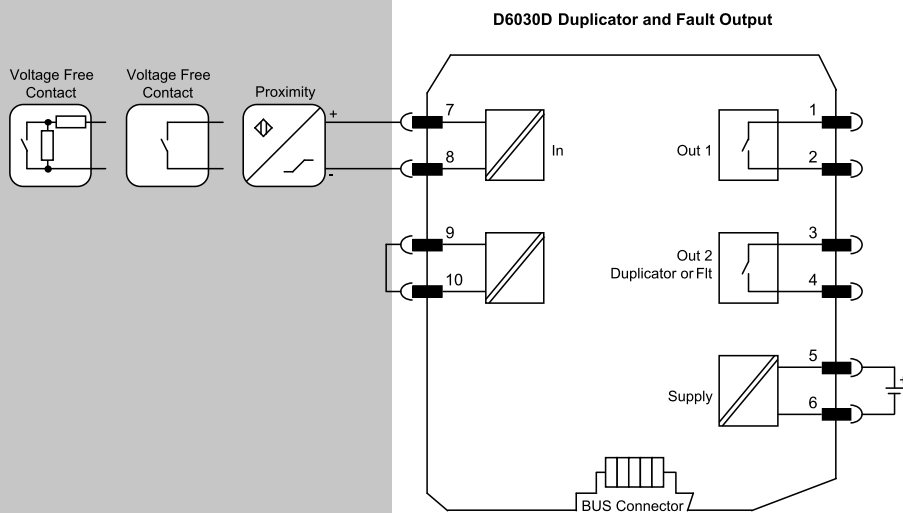 D6030D Duplicator and Fault Output
Voltage Free
Contact
Voltage Free
Contact
Proximity
+
-
7
8
In
9
10
1
Out 1
2
3
Out 2
Duplicator or Flt
4
5
+
Supply
6
BUS Connector